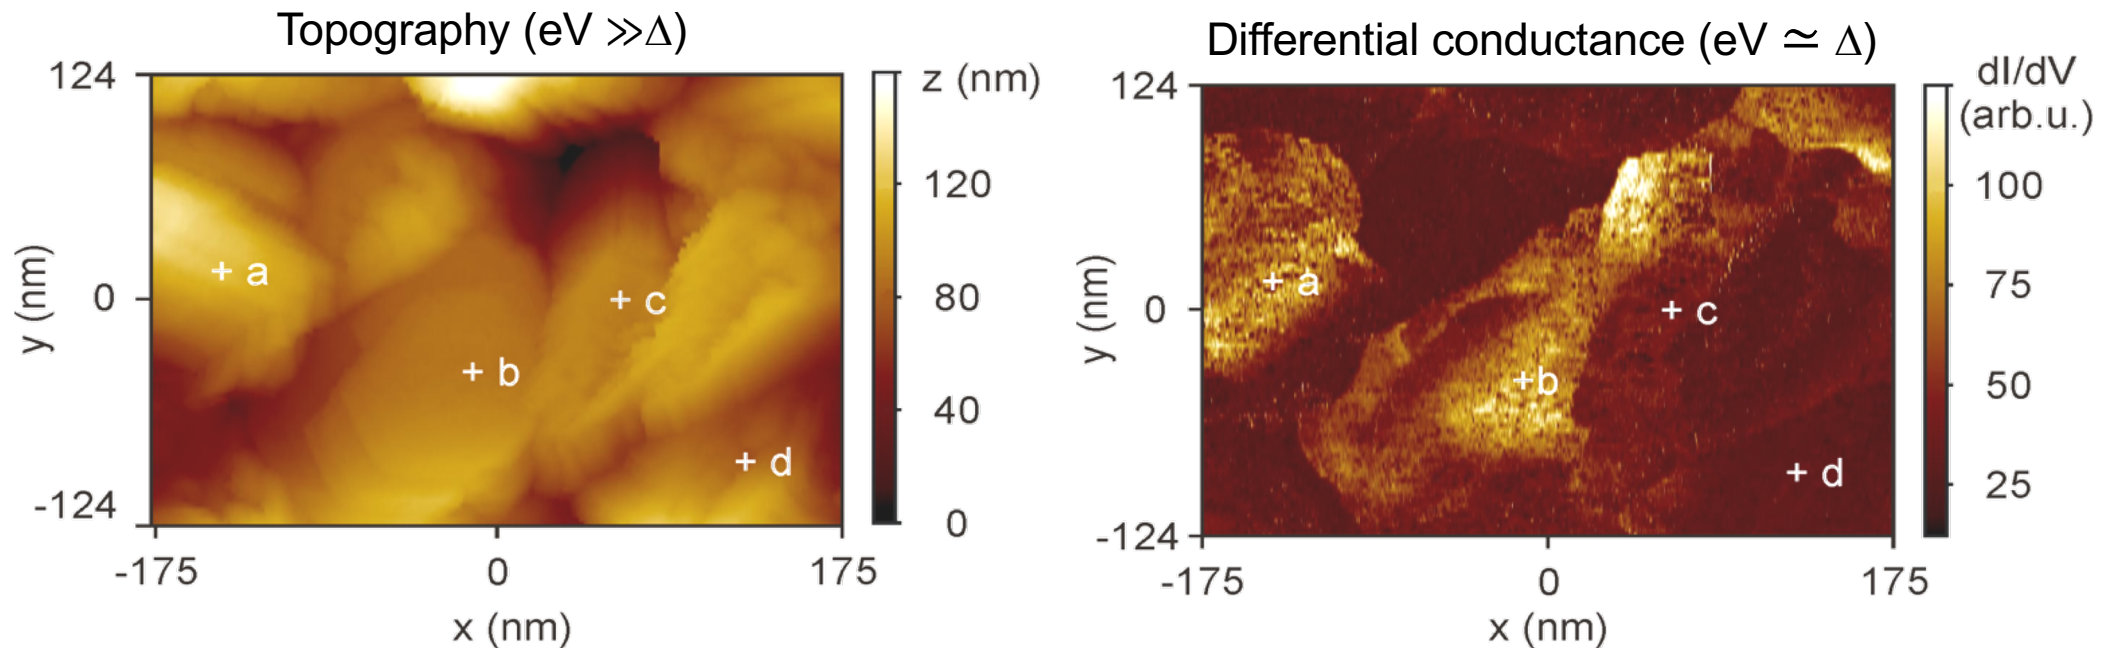 Topography (eV ≫Δ)
124
0
-124
y (nm)
-175
0
175
x (nm)
+ a
+ b
+ c
+ d
z (nm)
120
80
40
0
Differential conductance (eV ≃ Δ)
124
0
-124
y (nm)
-175
0
175
x (nm)
+ a
+b
+ c
+ d
dI/dV
(arb.u.)
100
75
50
25